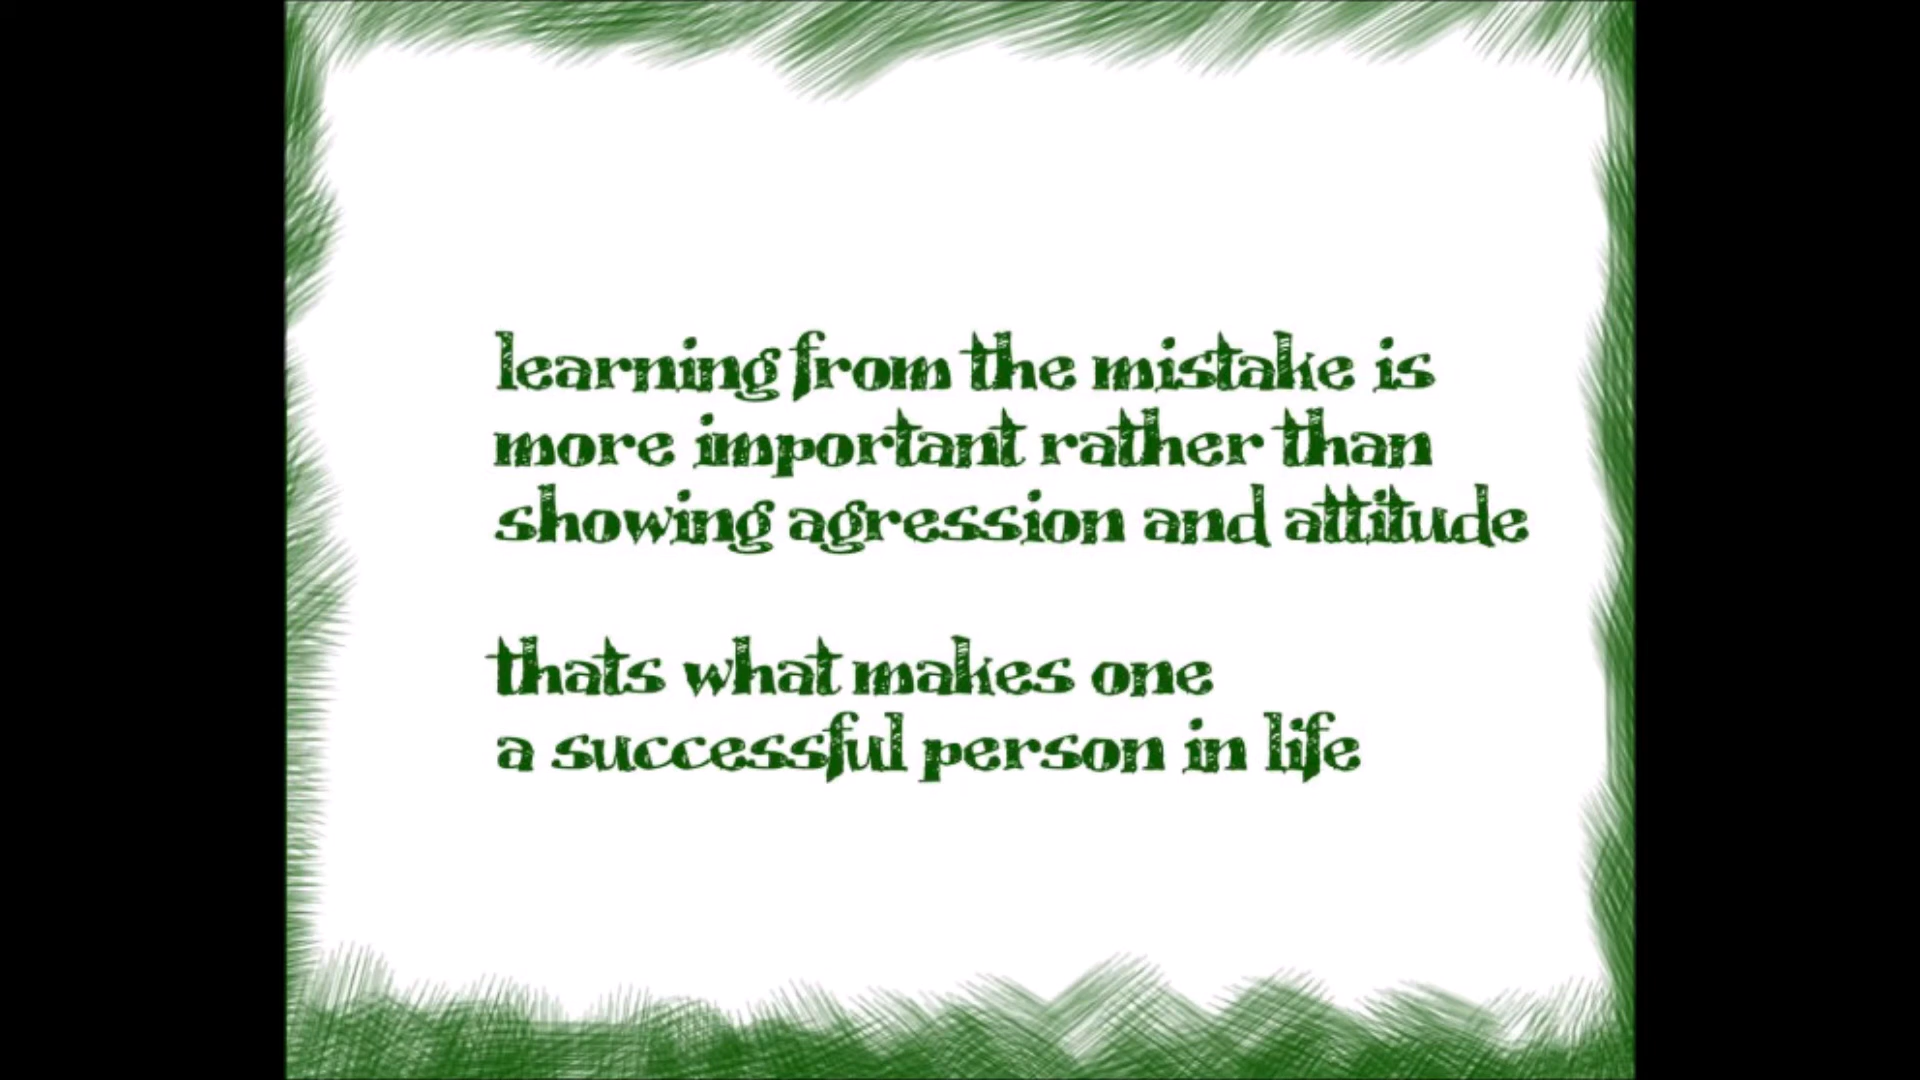 learning from the mistake is
more important rather than
showing agression and attitude
thats what makes one
a successful person in life